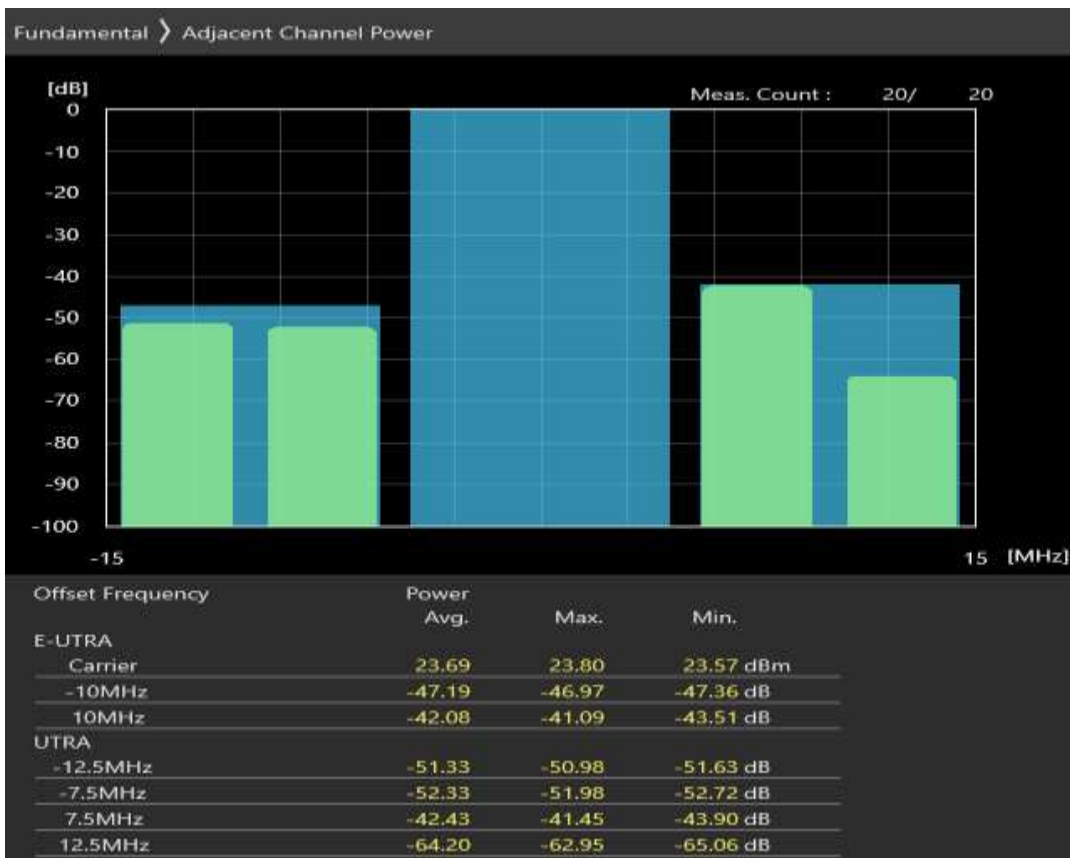 Fundamental ❯ Adjacent Channel Power
[dB]
Meas. Count : 20/ 20
0
-10
-20
-30
-40
-50
-60
-70
-80
-90
-100
-15 15 [MHz]
Offset Frequency Power
Avg. Max. Min.
E-UTRA
Carrier 23.69 23.80 23.57 dBm
-10MHz -47.19 -46.97 -47.36 dB
10MHz -42.08 -41.09 -43.51 dB
UTRA
-12.5MHz -51.33 -50.98 -51.63 dB
-7.5MHz -52.33 -51.98 -52.72 dB
7.5MHz -42.43 -41.45 -43.90 dB
12.5MHz -64.20 -62.95 -65.06 dB